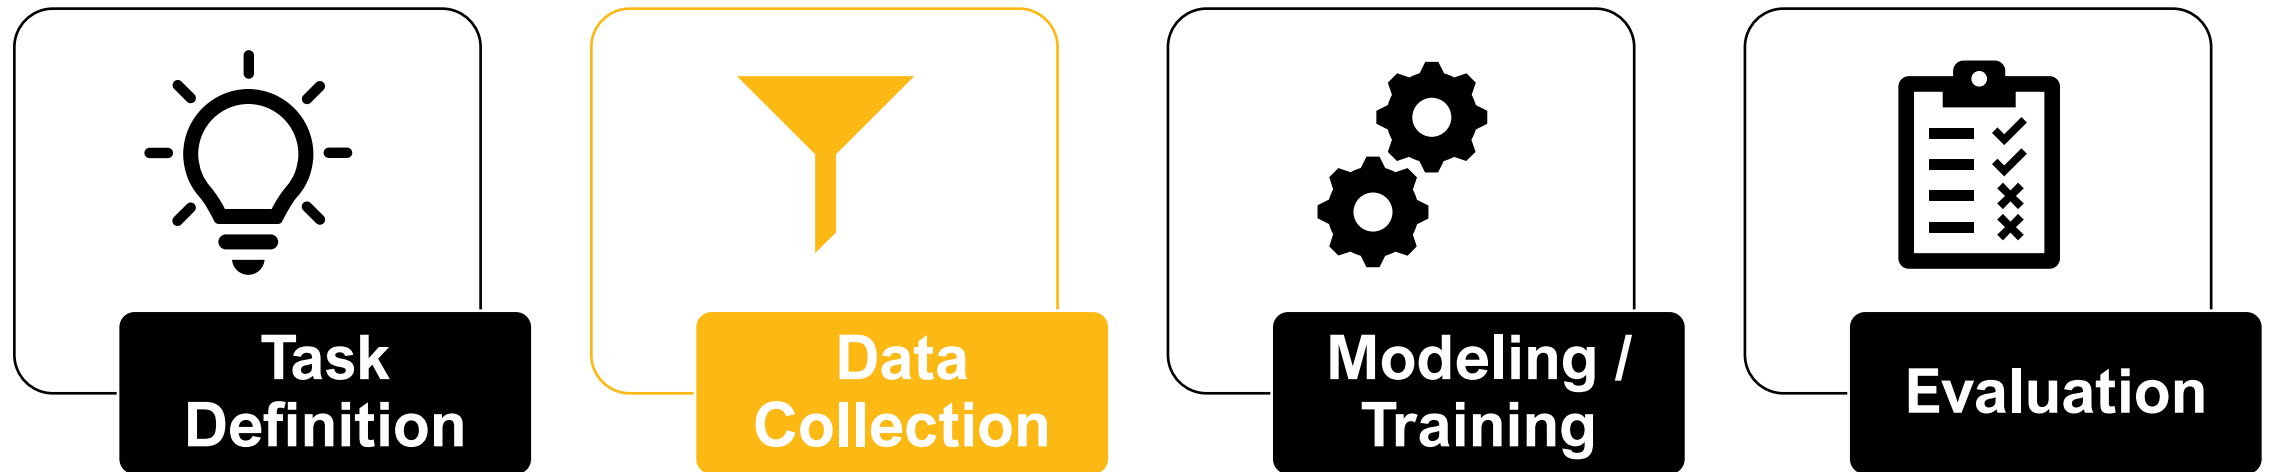 Task
Definition
Data
Collection
Modeling /
Training
Evaluation